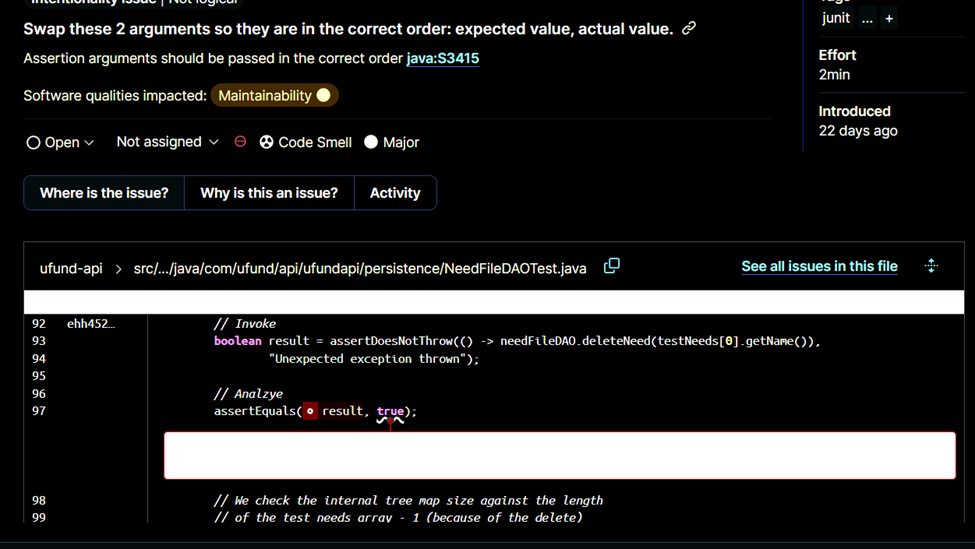 Intentionality issue | Not logical
Swap these 2 arguments so they are in the correct order: expected value, actual value.
Assertion arguments should be passed in the correct order java:S3415
Software qualities impacted: Maintainability
Open Not assigned Code Smell Major
Where is the issue? Why is this an issue? Activity
Tags
junit ... +
Effort
2min
Introduced
22 days ago
ufund-api > src/.../java/com/ufund/api/ufundapi/persistence/NeedFileDAOTest.java See all issues in this file
92 ehh452… // Invoke
93 boolean result = assertDoesNotThrow(() -> needFileDAO.deleteNeed(testNeeds[0].getName()),
94 "Unexpected exception thrown");
95
96 // Analzye
97 assertEquals( result, true);
98 // We check the internal tree map size against the length
99 // of the test needs array - 1 (because of the delete)